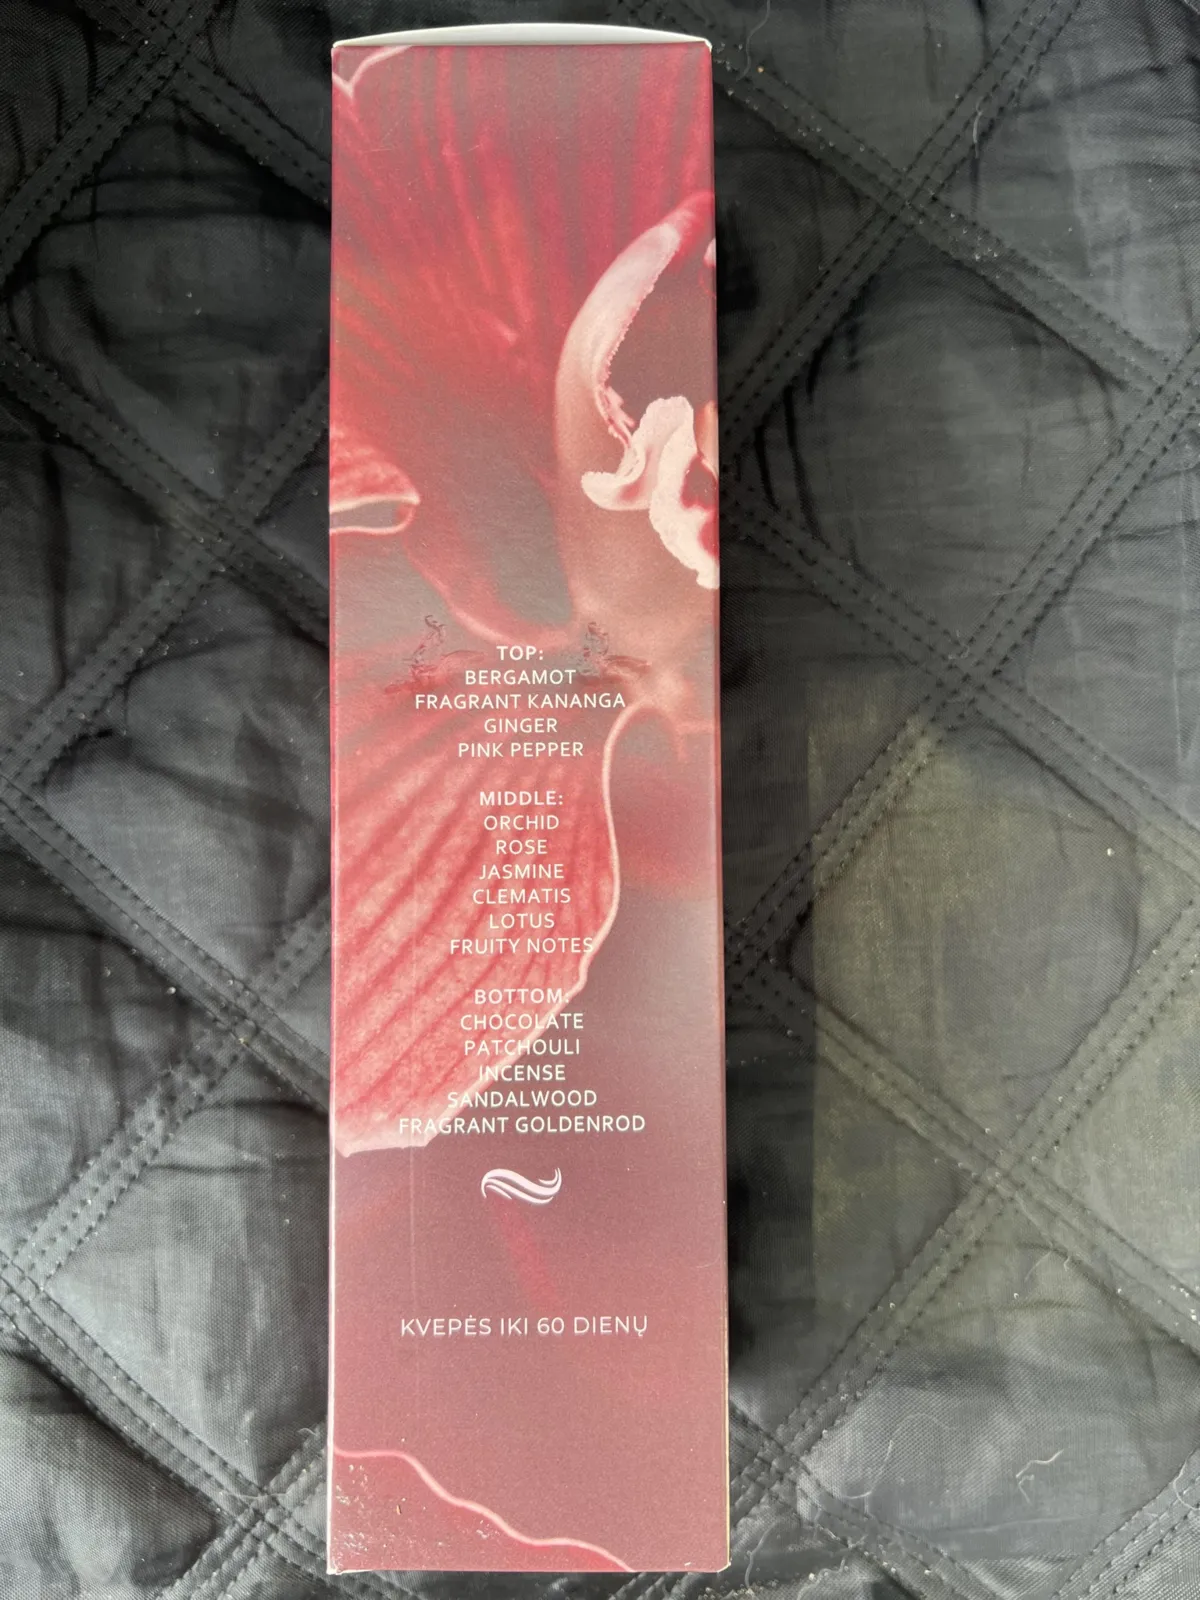 TOP:
BERGAMOT
FRAGRANT KANANGA
GINGER
PINK PEPPER
MIDDLE:
ORCHID
ROSE
JASMINE
CLEMATIS
LOTUS
FRUITY NOTES
BOTTOM:
CHOCOLATE
PATCHOULI
INCENSE
SANDALWOOD
FRAGRANT GOLDENROD
KVEPĖS IKI 60 DIENŲ